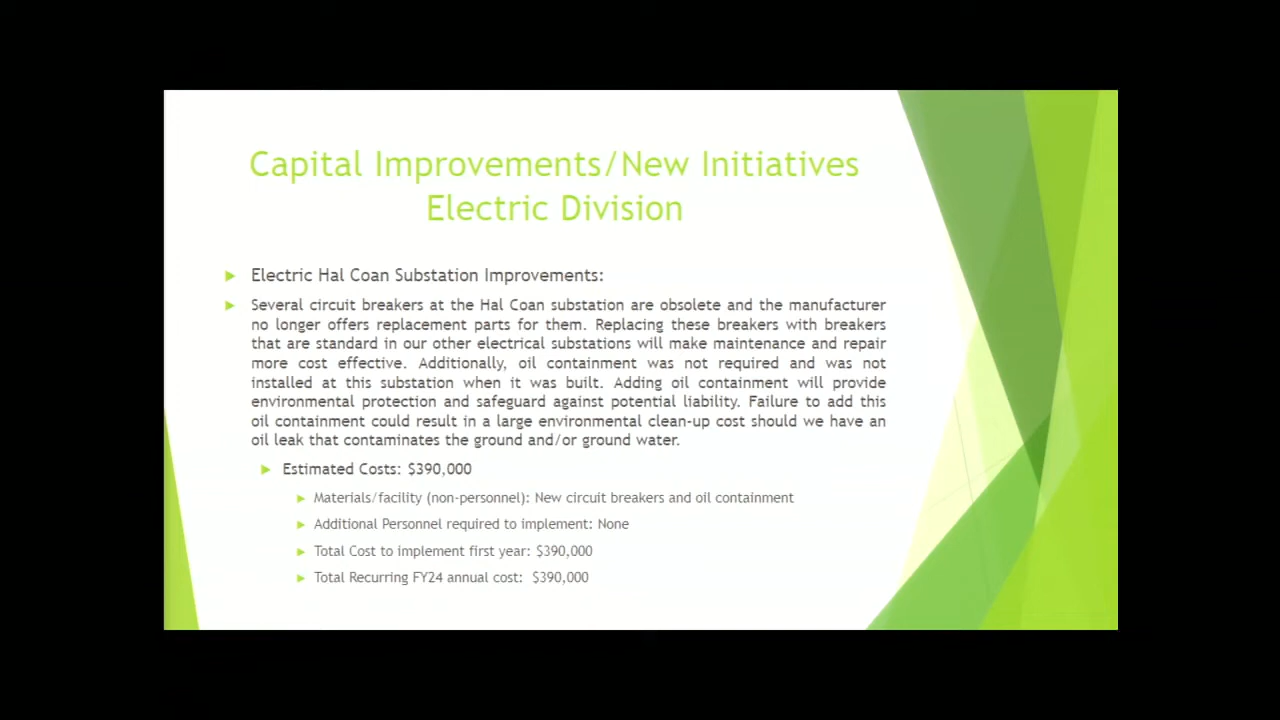 Capital Improvements/New Initiatives
Electric Division
Electric Hal Coan Substation Improvements:
Several circuit breakers at the Hal Coan substation are obsolete and the manufacturer
no longer offers replacement parts for them. Replacing these breakers with breakers
that are standard in our other electrical substations will make maintenance and repair
more cost effective. Additionally, oil containment was not required and was not
installed at this substation when it was built. Adding oil containment will provide
environmental protection and safeguard against potential liability. Failure to add this
oil containment could result in a large environmental clean-up cost should we have an
oil leak that contaminates the ground and/or ground water.
Estimated Costs: $390,000
Materials/facility (non-personnel): New circuit breakers and oil containment
Additional Personnel required to implement: None
Total Cost to implement first year: $390,000
Total Recurring FY24 annual cost: $390,000